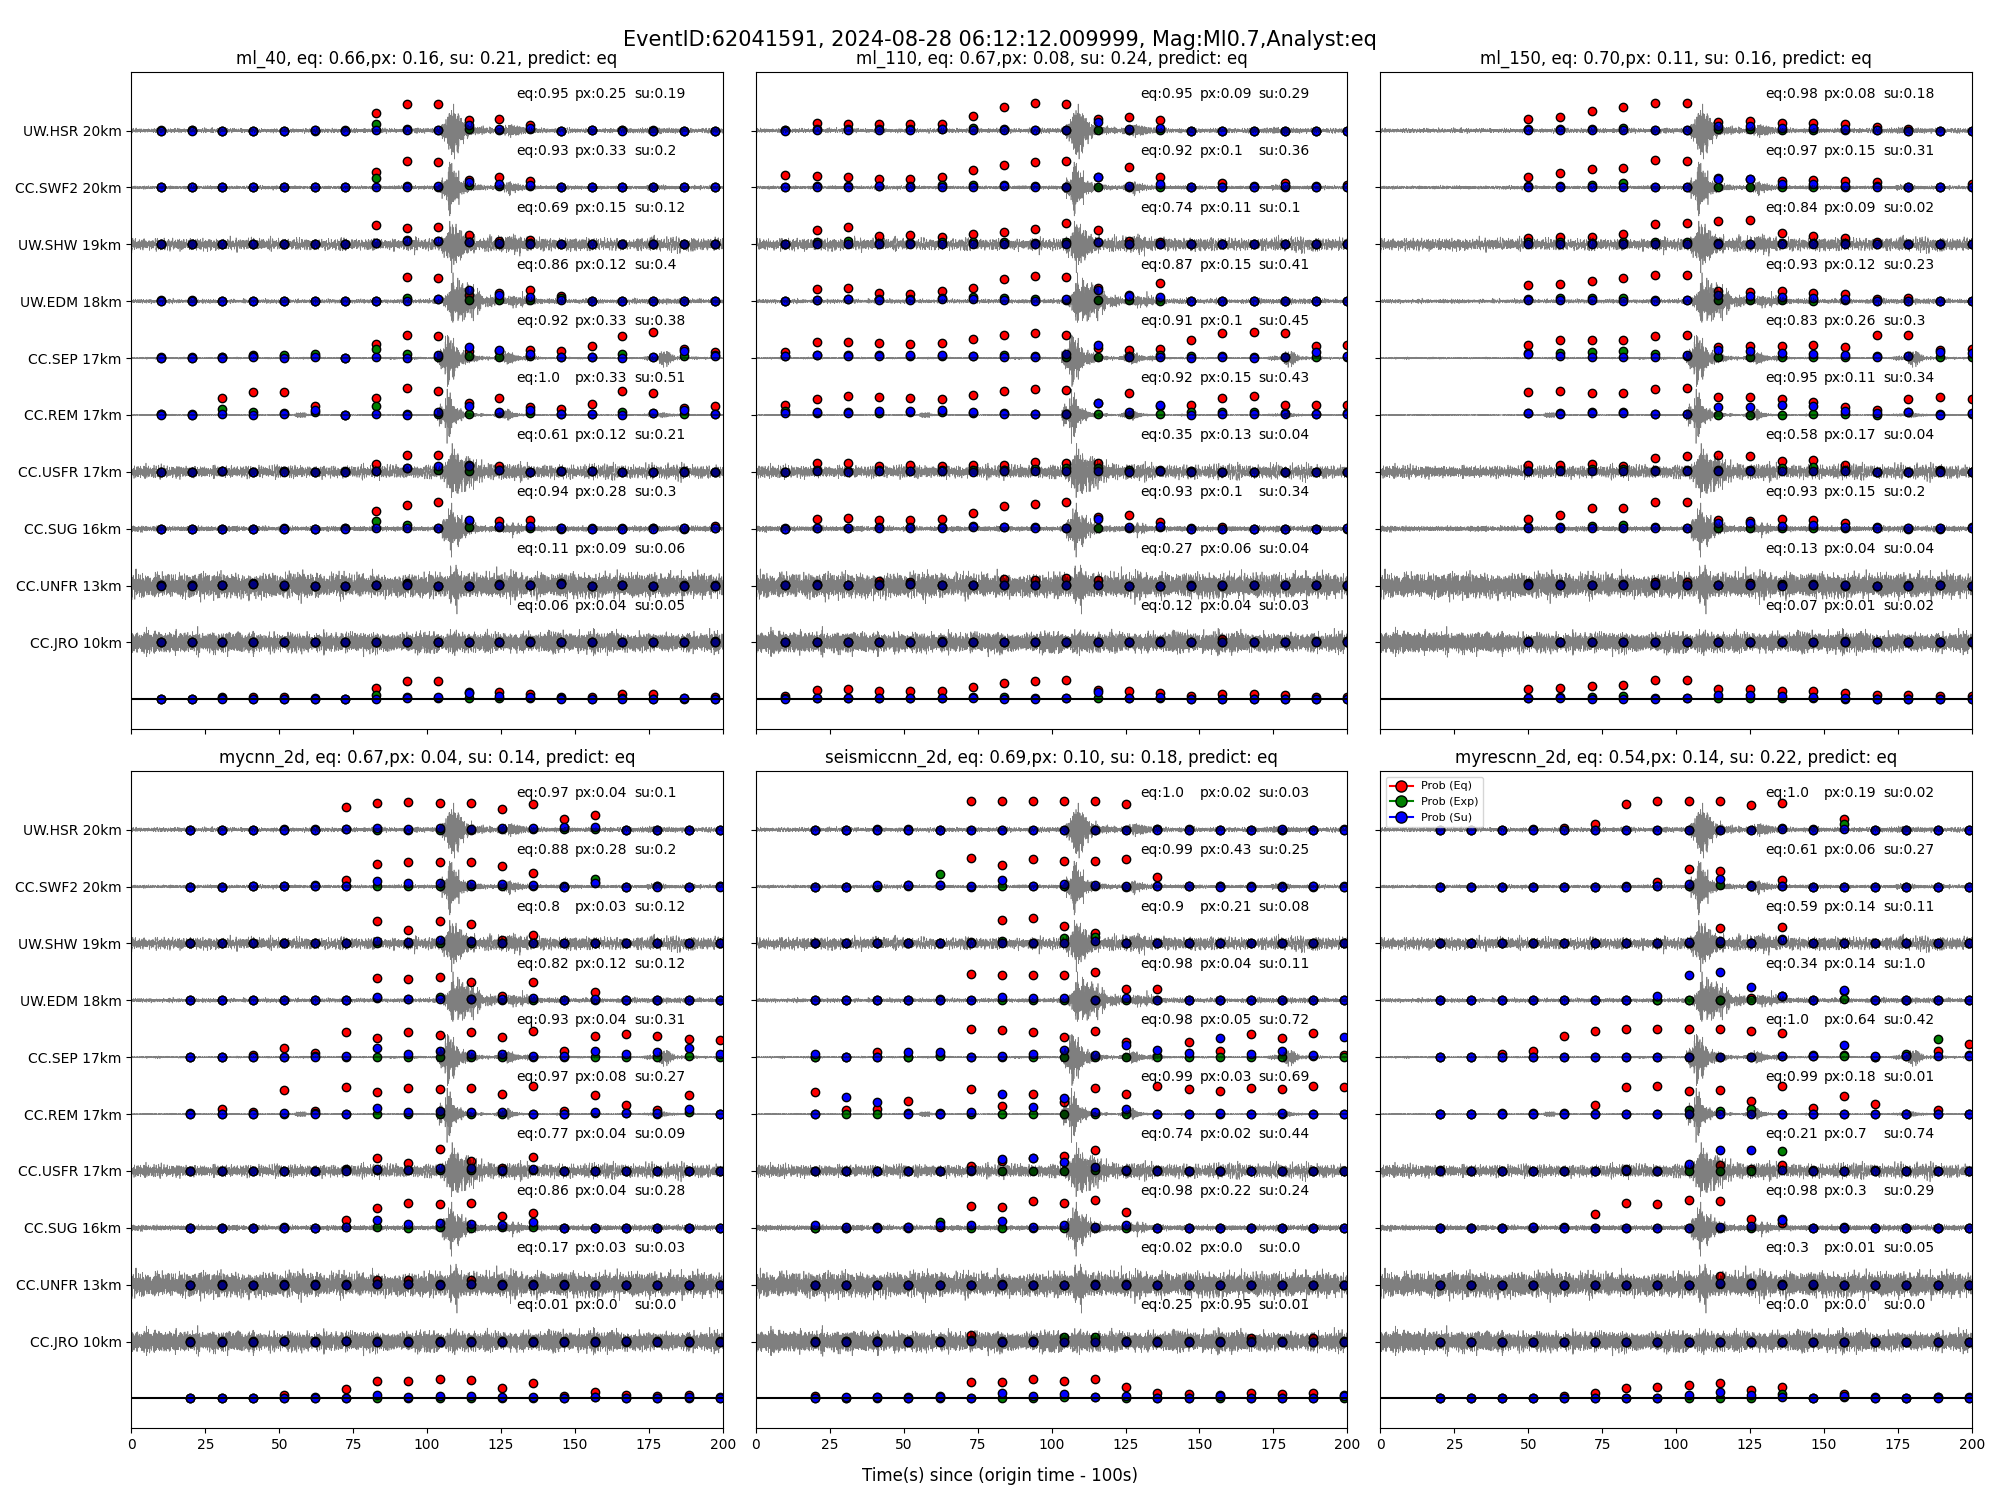 EventID:62041591, 2024-08-28 06:12:12.009999, Mag:Ml0.7,Analyst:eq
ml_40, eq: 0.66,px: 0.16, su: 0.21, predict: eq
UW.HSR 20km
eq:0.95 px:0.25 su:0.19
CC.SWF2 20km
eq:0.93 px:0.33 su:0.2
UW.SHW 19km
eq:0.69 px:0.15 su:0.12
UW.EDM 18km
eq:0.86 px:0.12 su:0.4
CC.SEP 17km
eq:0.92 px:0.33 su:0.38
CC.REM 17km
eq:1.0 px:0.33 su:0.51
CC.USFR 17km
eq:0.61 px:0.12 su:0.21
CC.SUG 16km
eq:0.94 px:0.28 su:0.3
CC.UNFR 13km
eq:0.11 px:0.09 su:0.06
CC.JRO 10km
eq:0.06 px:0.04 su:0.05
ml_110, eq: 0.67,px: 0.08, su: 0.24, predict: eq
eq:0.95 px:0.09 su:0.29
eq:0.92 px:0.1 su:0.36
eq:0.74 px:0.11 su:0.1
eq:0.87 px:0.15 su:0.41
eq:0.91 px:0.1 su:0.45
eq:0.92 px:0.15 su:0.43
eq:0.35 px:0.13 su:0.04
eq:0.93 px:0.1 su:0.34
eq:0.27 px:0.06 su:0.04
eq:0.12 px:0.04 su:0.03
ml_150, eq: 0.70,px: 0.11, su: 0.16, predict: eq
eq:0.98 px:0.08 su:0.18
eq:0.97 px:0.15 su:0.31
eq:0.84 px:0.09 su:0.02
eq:0.93 px:0.12 su:0.23
eq:0.83 px:0.26 su:0.3
eq:0.95 px:0.11 su:0.34
eq:0.58 px:0.17 su:0.04
eq:0.93 px:0.15 su:0.2
eq:0.13 px:0.04 su:0.04
eq:0.07 px:0.01 su:0.02
mycnn_2d, eq: 0.67,px: 0.04, su: 0.14, predict: eq
UW.HSR 20km
eq:0.97 px:0.04 su:0.1
CC.SWF2 20km
eq:0.88 px:0.28 su:0.2
UW.SHW 19km
eq:0.8 px:0.03 su:0.12
UW.EDM 18km
eq:0.82 px:0.12 su:0.12
CC.SEP 17km
eq:0.93 px:0.04 su:0.31
CC.REM 17km
eq:0.97 px:0.08 su:0.27
CC.USFR 17km
eq:0.77 px:0.04 su:0.09
CC.SUG 16km
eq:0.86 px:0.04 su:0.28
CC.UNFR 13km
eq:0.17 px:0.03 su:0.03
CC.JRO 10km
eq:0.01 px:0.0 su:0.0
0 25 50 75 100 125 150 175 200
seismiccnn_2d, eq: 0.69,px: 0.10, su: 0.18, predict: eq
eq:1.0 px:0.02 su:0.03
eq:0.99 px:0.43 su:0.25
eq:0.9 px:0.21 su:0.08
eq:0.98 px:0.04 su:0.11
eq:0.98 px:0.05 su:0.72
eq:0.99 px:0.03 su:0.69
eq:0.74 px:0.02 su:0.44
eq:0.98 px:0.22 su:0.24
eq:0.02 px:0.0 su:0.0
eq:0.25 px:0.95 su:0.01
0 25 50 75 100 125 150 175 200
myrescnn_2d, eq: 0.54,px: 0.14, su: 0.22, predict: eq
Prob (Eq)
Prob (Exp)
Prob (Su)
eq:1.0 px:0.19 su:0.02
eq:0.61 px:0.06 su:0.27
eq:0.59 px:0.14 su:0.11
eq:0.34 px:0.14 su:1.0
eq:1.0 px:0.64 su:0.42
eq:0.99 px:0.18 su:0.01
eq:0.21 px:0.7 su:0.74
eq:0.98 px:0.3 su:0.29
eq:0.3 px:0.01 su:0.05
eq:0.0 px:0.0 su:0.0
0 25 50 75 100 125 150 175 200
Time(s) since (origin time - 100s)